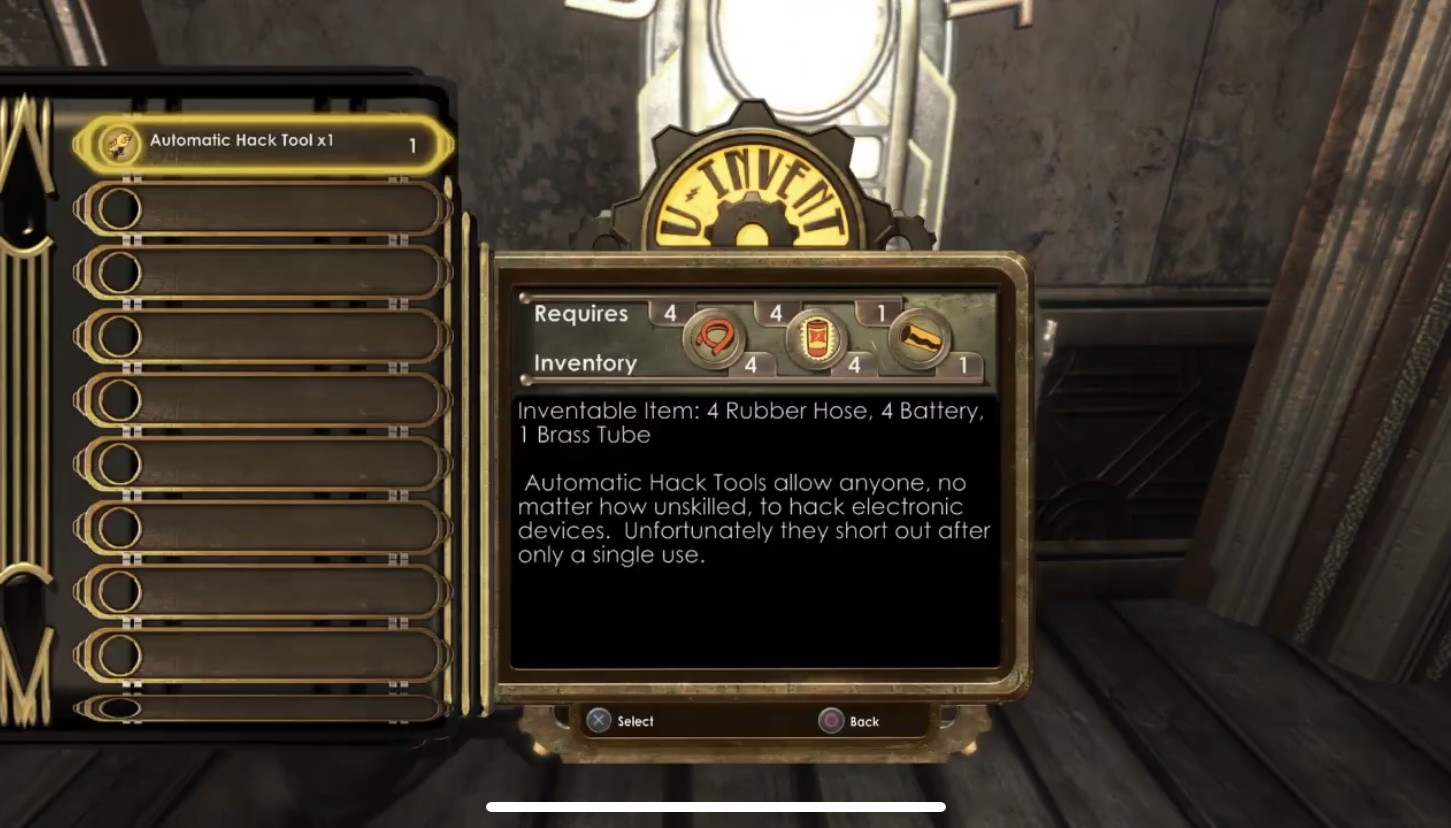 Automatic Hack Tool x1 1
U INVENT
Requires 4 4 1
Inventory 4 4 1
Inventable Item: 4 Rubber Hose, 4 Battery,
1 Brass Tube
Automatic Hack Tools allow anyone, no
matter how unskilled, to hack electronic
devices. Unfortunately they short out after
only a single use.
Select Back